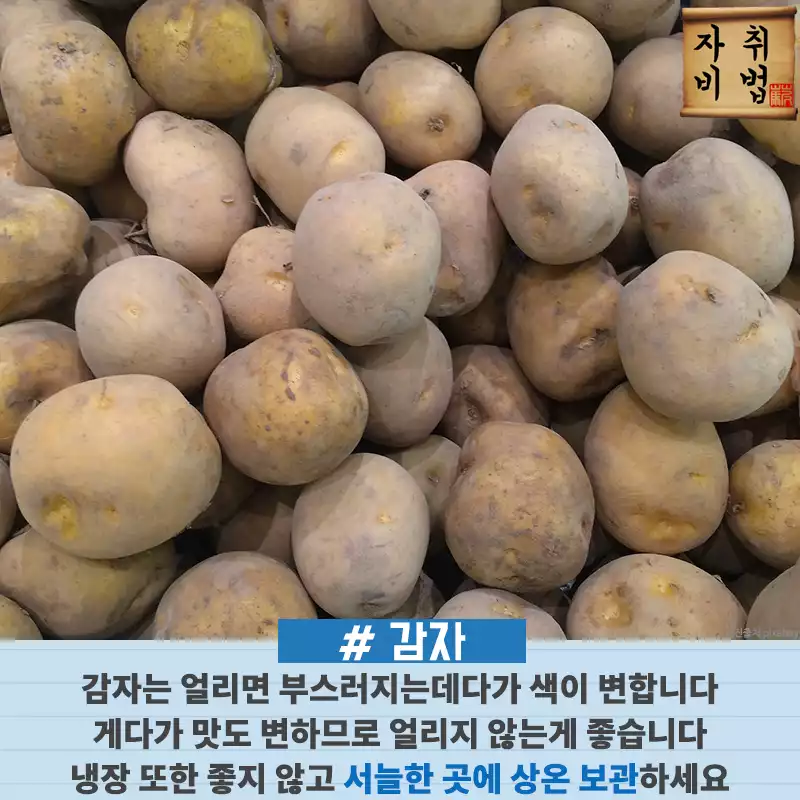 자취
비법
# 감자
감자는 얼리면 부스러지는데다가 색이 변합니다
게다가 맛도 변하므로 얼리지 않는게 좋습니다
냉장 또한 좋지 않고 서늘한 곳에 상온 보관하세요